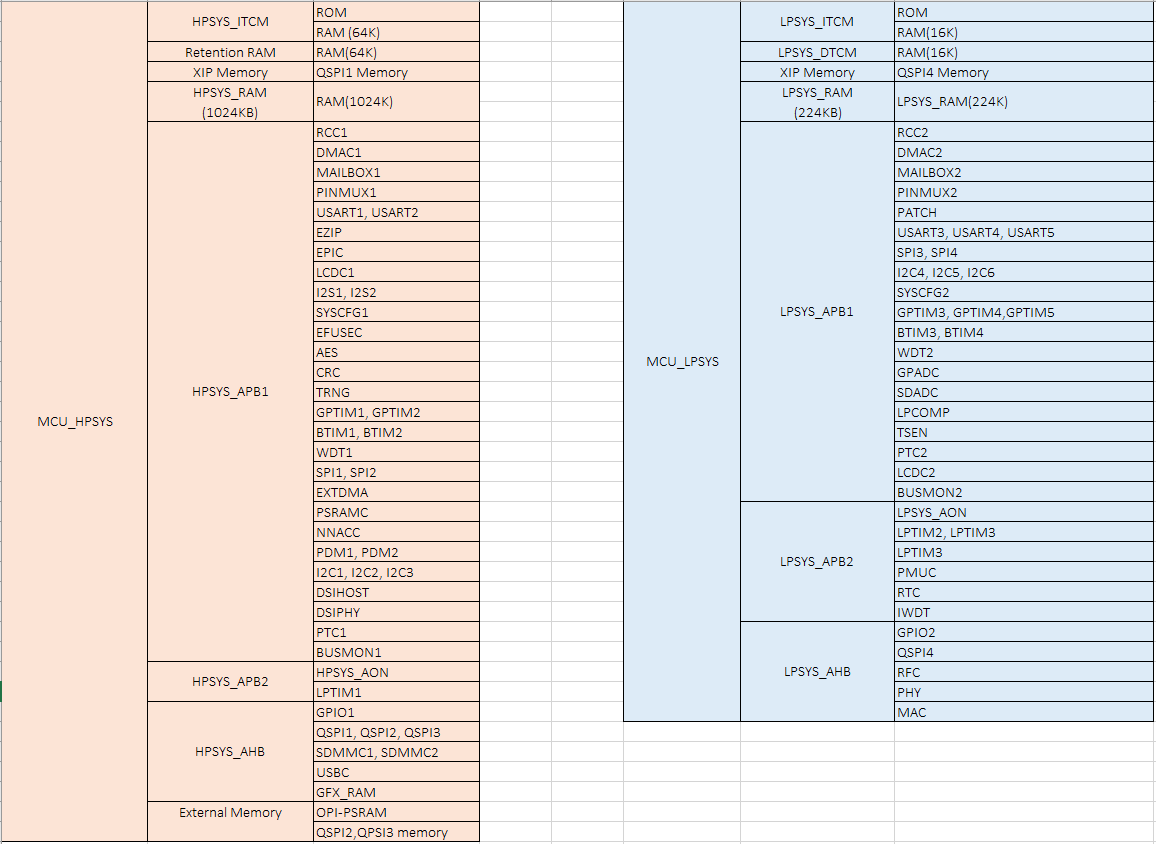 MCU_HPSYS
HPSYS_ITCM
ROM
RAM (64K)
Retention RAM
RAM(64K)
XIP Memory
QSPI1 Memory
HPSYS_RAM
(1024KB)
RAM(1024K)
HPSYS_APB1
RCC1
DMAC1
MAILBOX1
PINMUX1
USART1, USART2
EZIP
EPIC
LCDC1
I2S1, I2S2
SYSCFG1
EFUSEC
AES
CRC
TRNG
GPTIM1, GPTIM2
BTIM1, BTIM2
WDT1
SPI1, SPI2
EXTDMA
PSRAMC
NNACC
PDM1, PDM2
I2C1, I2C2, I2C3
DSIHOST
DSIPHY
PTC1
BUSMON1
HPSYS_APB2
HPSYS_AON
LPTIM1
HPSYS_AHB
GPIO1
QSPI1, QSPI2, QSPI3
SDMMC1, SDMMC2
USBC
GFX_RAM
External Memory
OPI-PSRAM
QSPI2,QPSI3 memory
MCU_LPSYS
LPSYS_ITCM
ROM
RAM(16K)
LPSYS_DTCM
RAM(16K)
XIP Memory
QSPI4 Memory
LPSYS_RAM
(224KB)
LPSYS_RAM(224K)
LPSYS_APB1
RCC2
DMAC2
MAILBOX2
PINMUX2
PATCH
USART3, USART4, USART5
SPI3, SPI4
I2C4, I2C5, I2C6
SYSCFG2
GPTIM3, GPTIM4,GPTIM5
BTIM3, BTIM4
WDT2
GPADC
SDADC
LPCOMP
TSEN
PTC2
LCDC2
BUSMON2
LPSYS_APB2
LPSYS_AON
LPTIM2, LPTIM3
LPTIM3
PMUC
RTC
IWDT
LPSYS_AHB
GPIO2
QSPI4
RFC
PHY
MAC